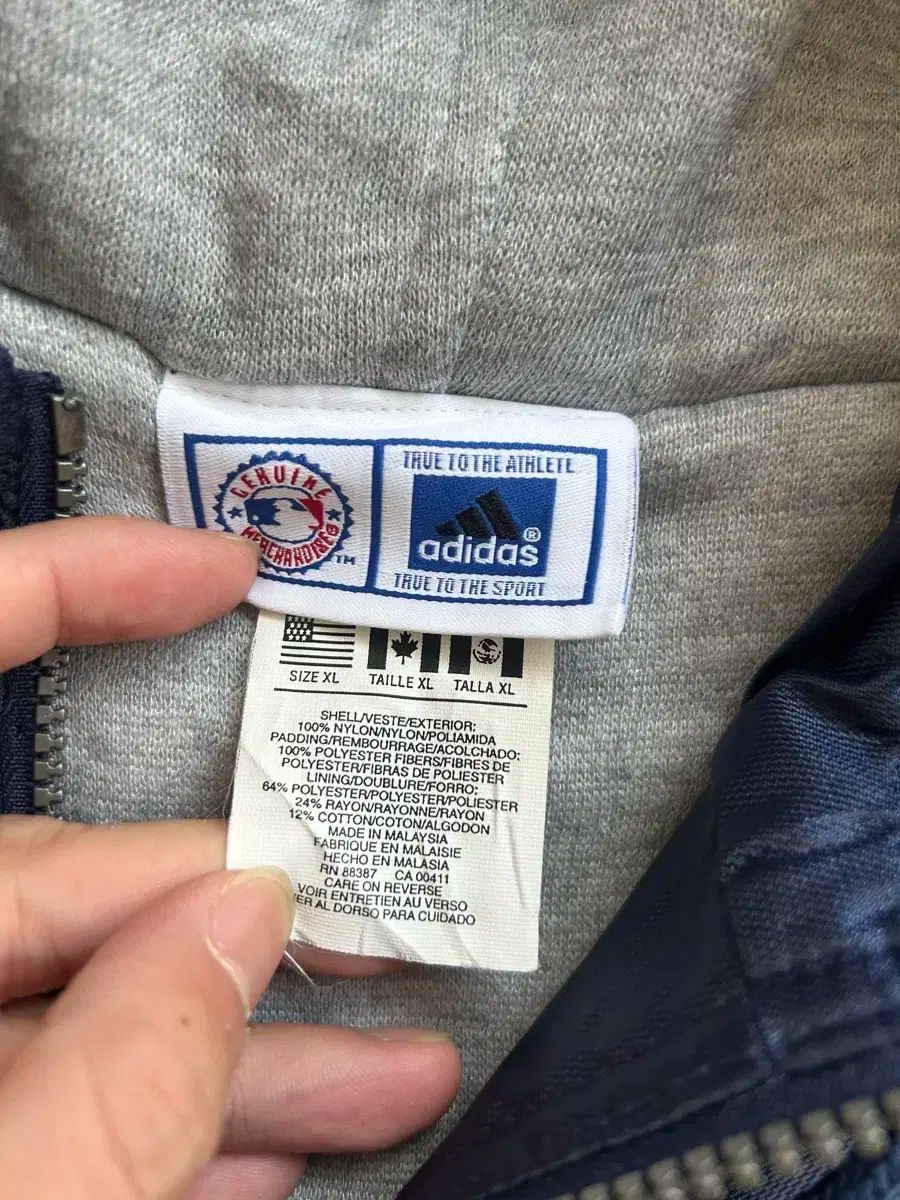 GENUINE
MERCHANDISE
TM
TRUE TO THE ATHLETE
adidas®
TRUE TO THE SPORT
SIZE XL TAILLE XL TALLA XL
SHELL/VESTE/EXTERIOR:
100% NYLON/NYLON/POLIAMIDA
PADDING/REMBOURRAGE/ACOLCHADO:
100% POLYESTER FIBERS/FIBRES DE
POLYESTER/FIBRAS DE POLIESTER
LINING/DOUBLURE/FORRO:
64% POLYESTER/POLYESTER/POLIESTER
24% RAYON/RAYONNE/RAYON
12% COTTON/COTON/ALGODON
MADE IN MALAYSIA
FABRIQUE EN MALAISIE
HECHO EN MALASIA
RN 88387 CA 00411
CARE ON REVERSE
VOIR ENTRETIEN AU VERSO
ER AL DORSO PARA CUIDADO